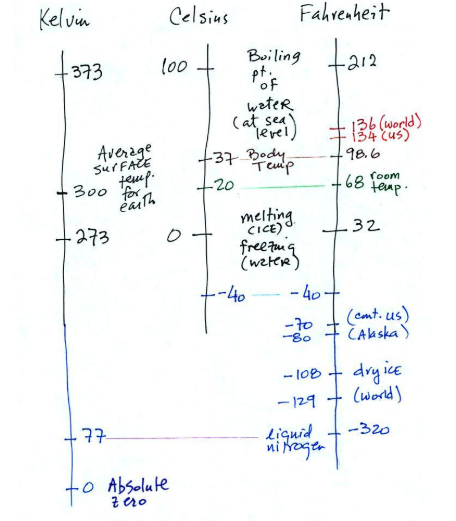 Kelvin Celsius Fahrenheit
373
100
Boiling
pt.
of
water
(at sea
level)
212
136 (world)
134 (US)
Average
surface
temp.
for
earth
300
37 Body
Temp
98.6
20
68 room
temp.
273
0
melting
(ICE)
freezing
(water)
32
-40
-40
-70 (cont. US)
-80 (Alaska)
-108 dry ice
-129 (world)
77
liquid
nitrogen
-320
0 Absolute
zero